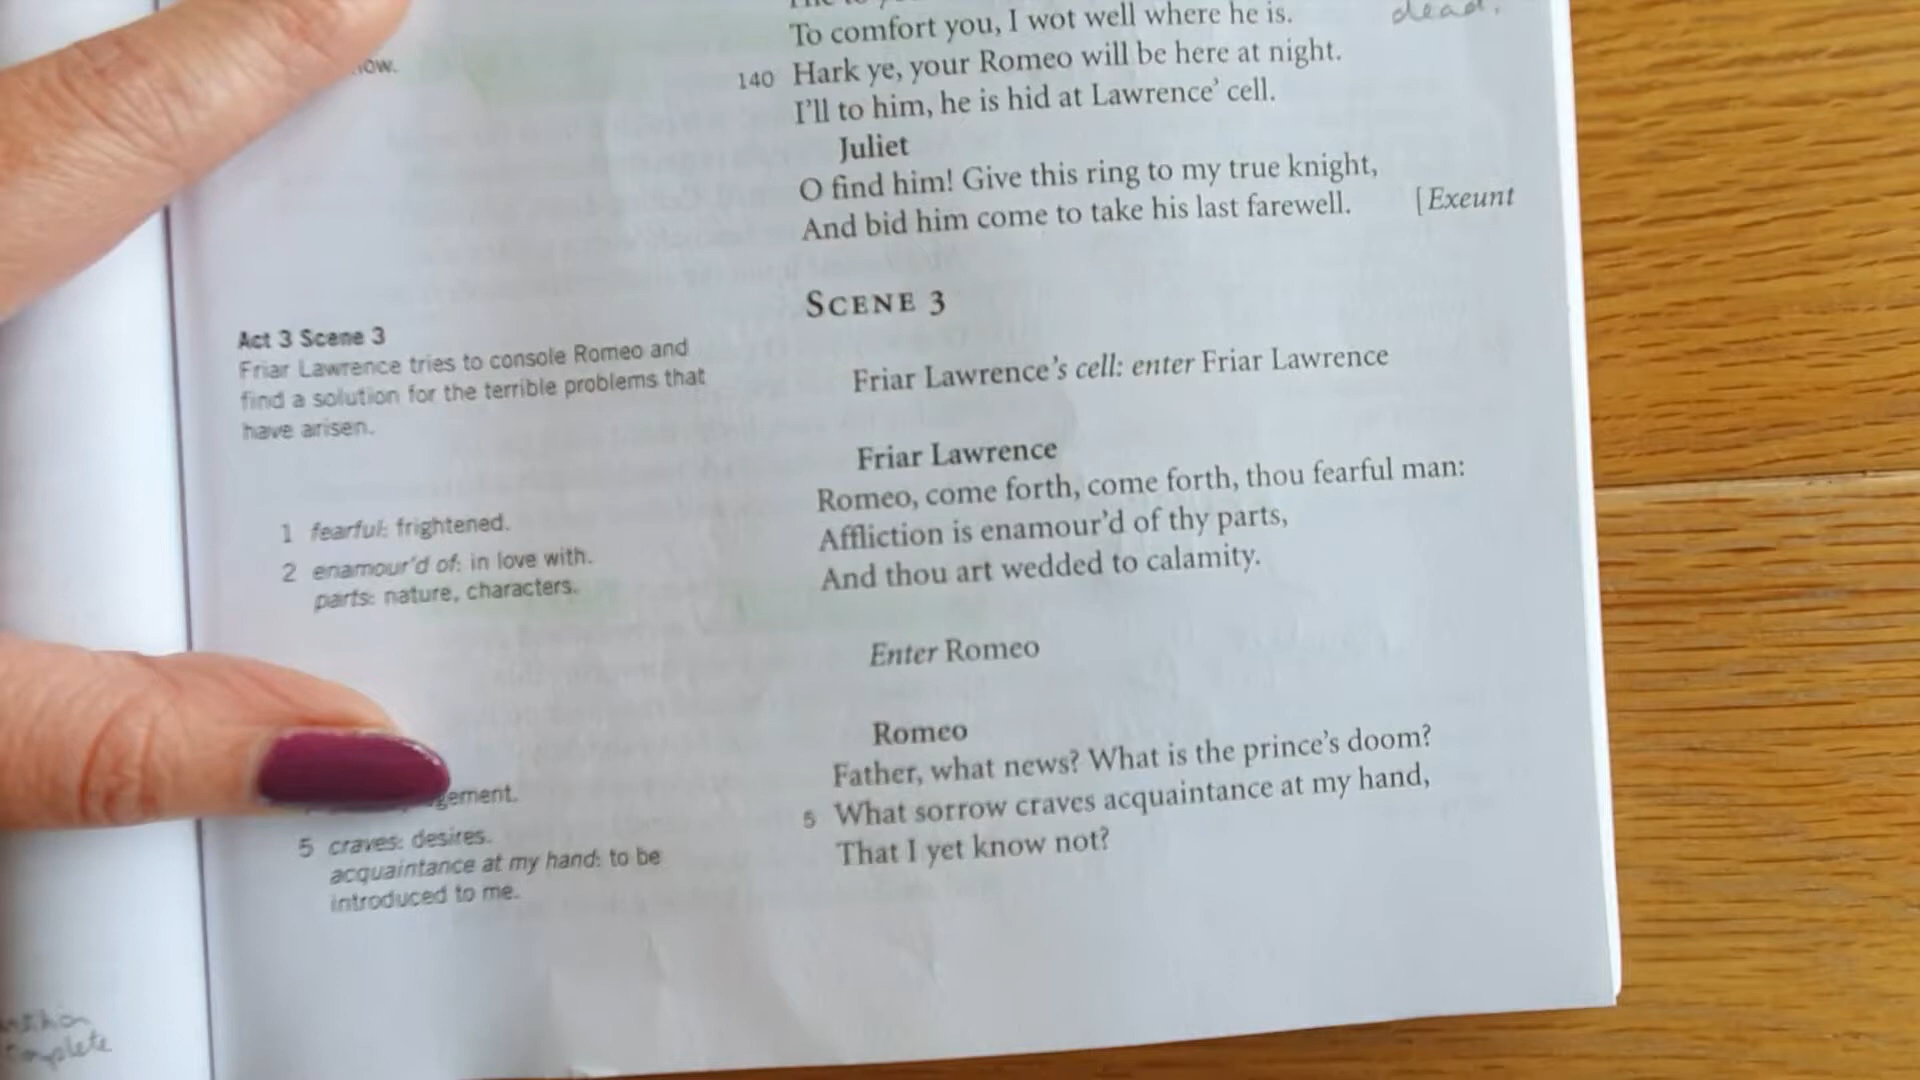 To comfort you, I wot well where he is.
dead.
140 Hark ye, your Romeo will be here at night.
I'll to him, he is hid at Lawrence' cell.
Juliet
O find him! Give this ring to my true knight,
And bid him come to take his last farewell. [Exeunt
SCENE 3
Friar Lawrence's cell: enter Friar Lawrence
Friar Lawrence
Romeo, come forth, come forth, thou fearful man:
Affliction is enamour'd of thy parts,
And thou art wedded to calamity.
Enter Romeo
Romeo
Father, what news? What is the prince's doom?
5 What sorrow craves acquaintance at my hand,
That I yet know not?
Act 3 Scene 3
Friar Lawrence tries to console Romeo and
find a solution for the terrible problems that
have arisen.
1 fearful: frightened.
2 enamour'd of: in love with.
parts: nature, characters.
5 craves: desires.
acquaintance at my hand: to be
introduced to me.